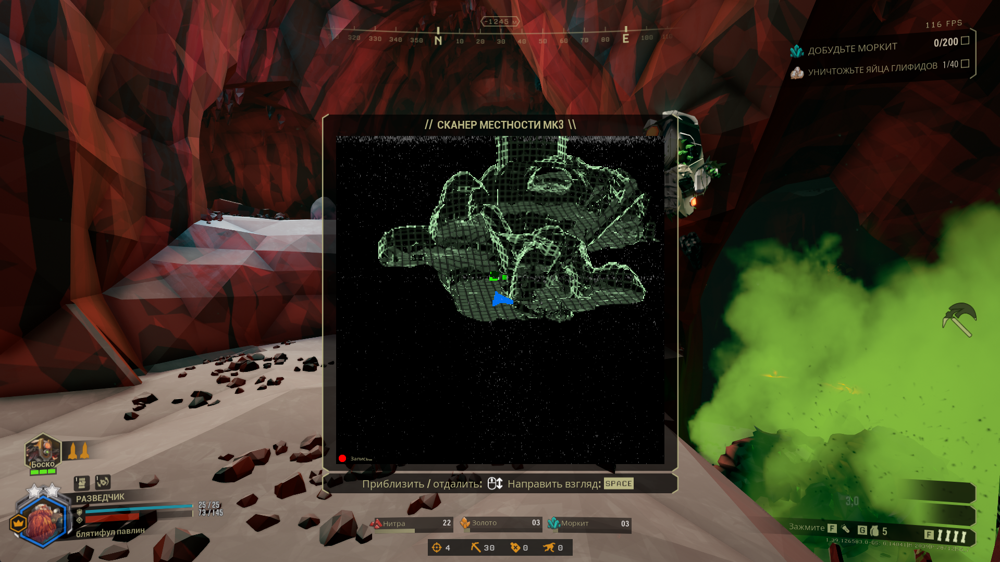 -1245 м
320 330 340 350 N 10 20 30 40 50 60 70 80 E 100 110
116 FPS
ДОБУДЬТЕ МОРКИТ 0/200
УНИЧТОЖЬТЕ ЯЙЦА ГЛИФИДОВ 1/40
// СКАНЕР МЕСТНОСТИ МК3 \\
Запись...
Приблизить / отдалить: Направить взгляд: SPACE
Боско
РАЗВЕДЧИК
25 / 25
73 / 145
блятифул павлин
Нитра 22
Золото 03
Моркит 03
4 30 0 0
3,0
Зажмите F G 5 F